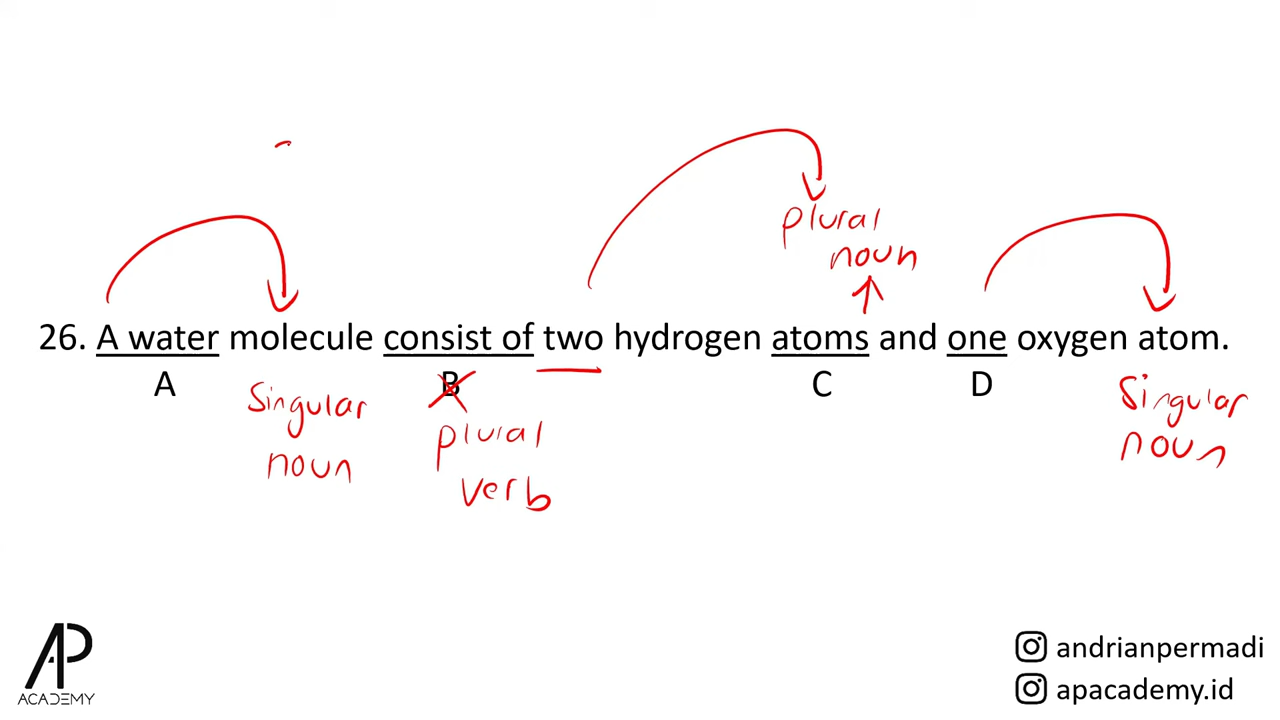 plural
noun
26. A water molecule consist of two hydrogen atoms and one oxygen atom.
A B C D
Singular
noun
plural
verb
Singular
noun
AP
ACADEMY
andrianpermadi
apacademy.id